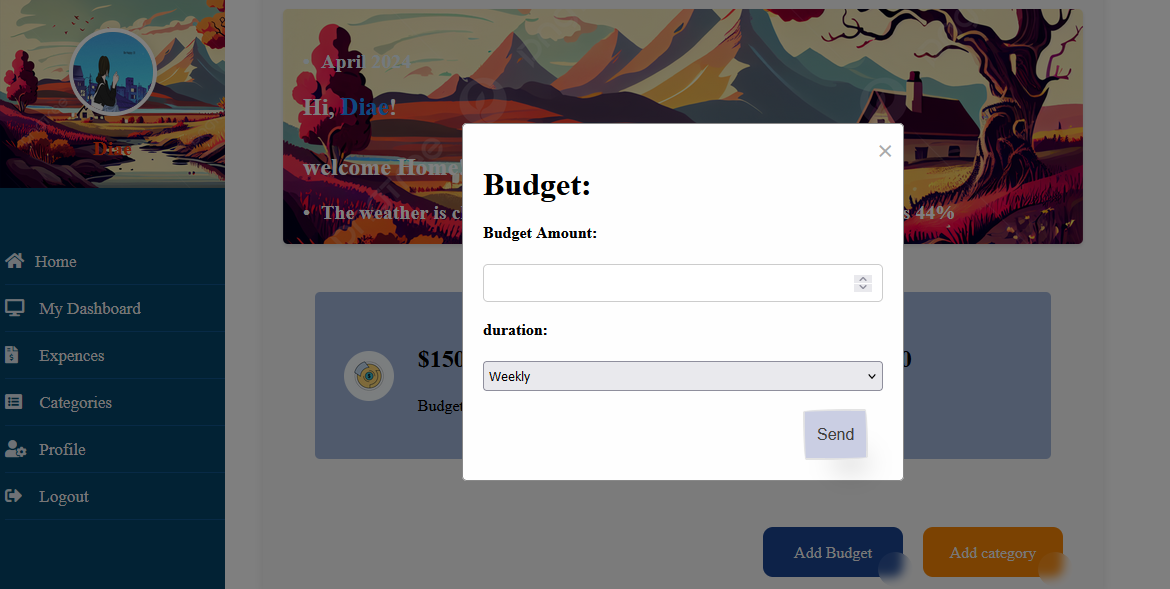 Diae
Home
My Dashboard
Expences
Categories
Profile
Logout
• April 2024
Hi, Diae!
welcome Home!
• The weather is c
s 44%
×
Budget:
Budget Amount:
duration:
Weekly
Send
$150
0
Budget
Add Budget
Add category